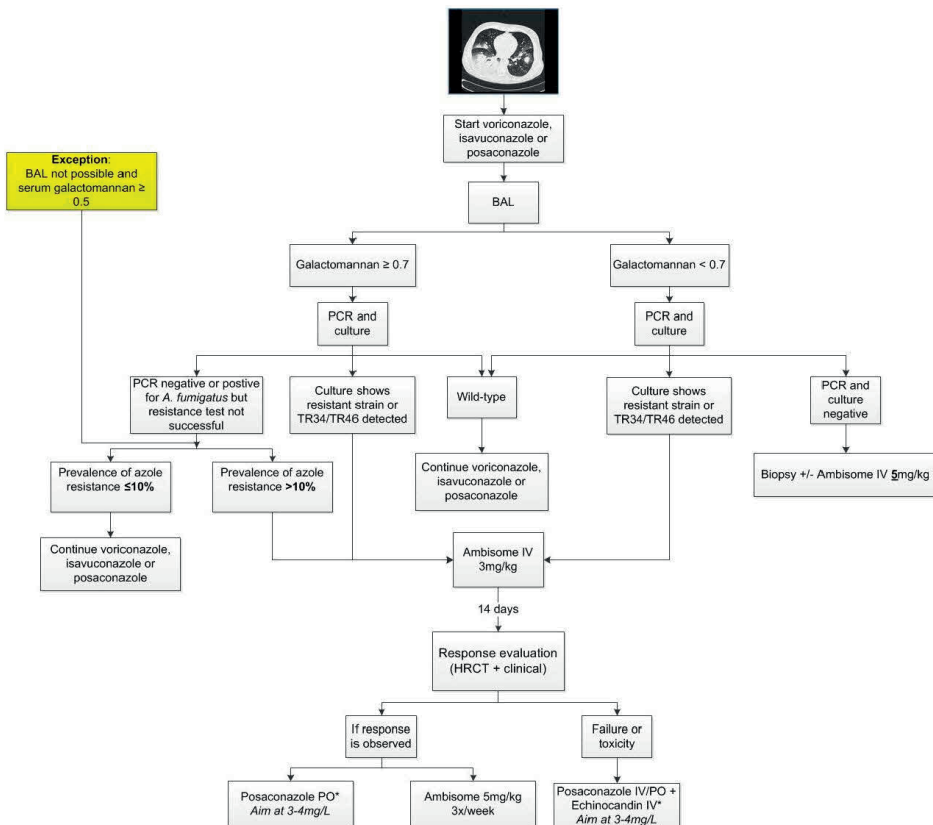 Start voriconazole,
isavuconazole or
posaconazole
Exception:
BAL not possible and
serum galactomannan ≥
0.5
BAL
Galactomannan ≥ 0.7
Galactomannan < 0.7
PCR and
culture
PCR and
culture
PCR negative or postive
for A. fumigatus but
resistance test not
successful
Culture shows
resistant strain or
TR34/TR46 detected
Wild-type
Culture shows
resistant strain or
TR34/TR46 detected
PCR and
culture
negative
Prevalence of azole
resistance ≤10%
Prevalence of azole
resistance >10%
Continue voriconazole,
isavuconazole or
posaconazole
Biopsy +/- Ambisome IV 5mg/kg
Continue voriconazole,
isavuconazole or
posaconazole
Ambisome IV
3mg/kg
14 days
Response evaluation
(HRCT + clinical)
If response
is observed
Failure or
toxicity
Posaconazole PO*
Aim at 3-4mg/L
Ambisome 5mg/kg
3x/week
Posaconazole IV/PO +
Echinocandin IV*
Aim at 3-4mg/L